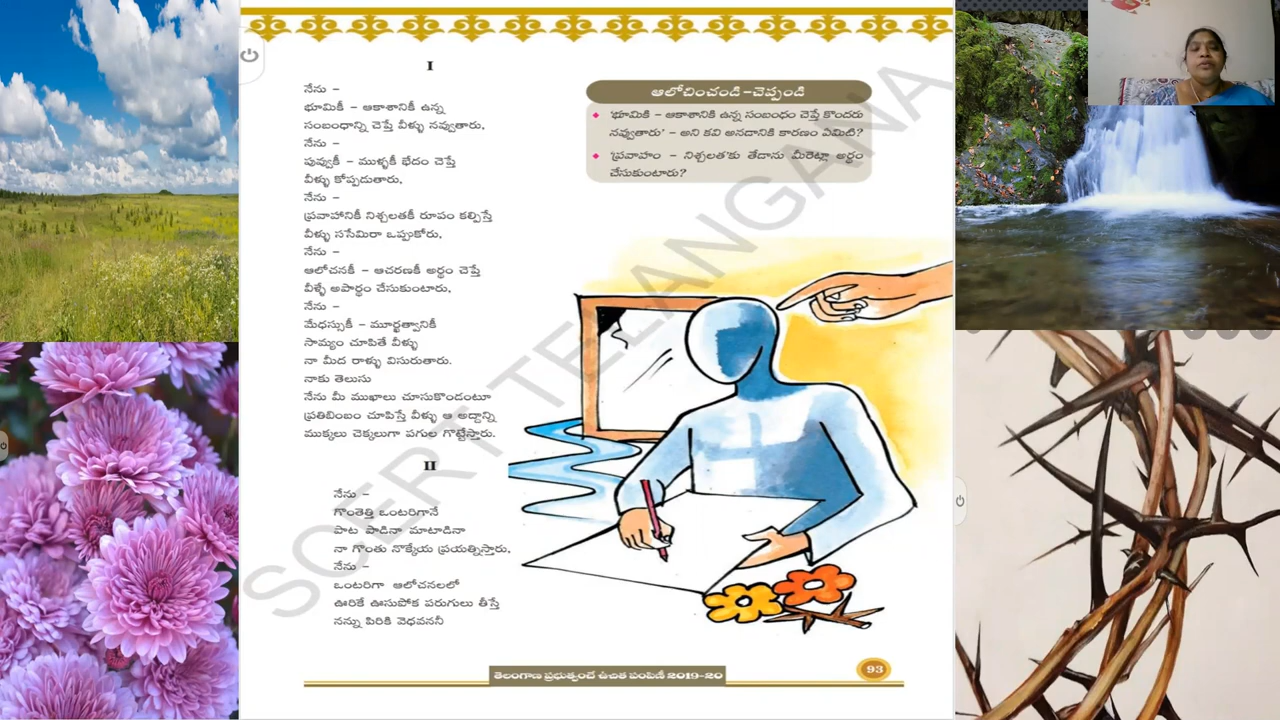 I
నేను –
భూమికీ – ఆకాశానికీ ఉన్న
సంబంధాన్ని చెప్తే వీళ్లు నవ్వుతారు,
నేను –
పువ్వుకీ – ముళ్ళకీ భేదం చెప్తే
వీళ్ళు కోప్పడుతారు,
నేను –
ప్రవాహానికీ నిశ్చలతకీ రూపం కల్పిస్తే
వీళ్ళు ససేమిరా ఒప్పుకోరు,
నేను –
ఆలోచనకీ – ఆచరణకీ అర్థం చెప్తే
వీళ్ళే అపార్థం చేసుకుంటారు,
నేను –
మేధస్సుకీ – మూర్ఖత్వానికీ
సామ్యం చూపితే వీళ్ళు
నా మీద రాళ్ళు విసురుతారు.
నాకు తెలుసు
నేను మీ ముఖాలు చూసుకొండంటూ
ప్రతిబింబం చూపిస్తే వీళ్ళు ఆ అద్దాన్ని
ముక్కలు చెక్కలుగా పగుల గొట్టేస్తారు.
II
నేను –
గొంతెత్తి ఒంటరిగానే
పాట పాడినా మాటాడినా
నా గొంతు నొక్కేయ ప్రయత్నిస్తారు,
నేను –
ఒంటరిగా ఆలోచనలలో
ఊరికే ఊసుపోక పరుగులు తీస్తే
నన్ను పిరికి వెధవననీ
ఆలోచించండి-చెప్పండి
'భూమికి – ఆకాశానికి ఉన్న సంబంధం చెప్తే కొందరు
నవ్వుతారు' – అని కవి అనడానికి కారణం ఏమిటి?
'ప్రవాహం – నిశ్చలత'కు తేడాను మీరెట్లా అర్థం
చేసుకుంటారు?
SCERT TELANGANA
తెలంగాణ ప్రభుత్వంచే ఉచిత పంపిణీ 2019-20
93